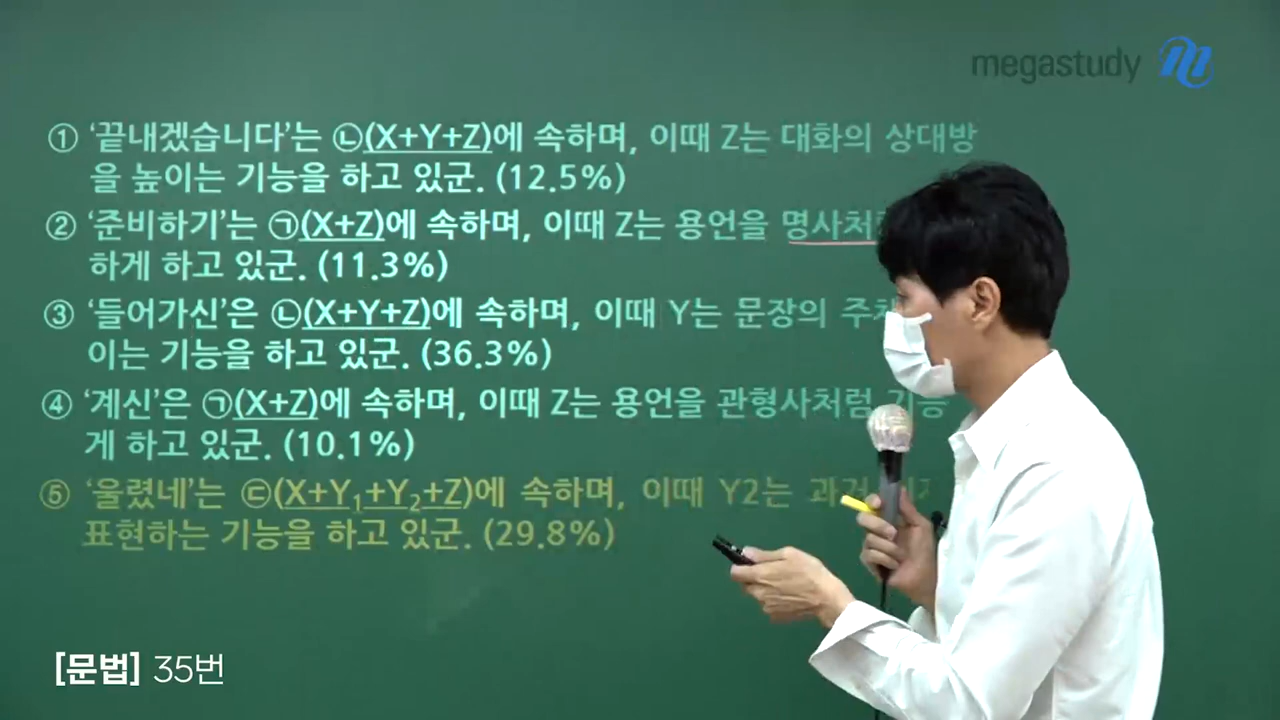 megastudy
① ‘끝내겠습니다’는 ㉡(X+Y+Z)에 속하며, 이때 Z는 대화의 상대방
을 높이는 기능을 하고 있군. (12.5%)
② ‘준비하기’는 ㉠(X+Z)에 속하며, 이때 Z는 용언을 명사처럼
하게 하고 있군. (11.3%)
③ ‘들어가신’은 ㉡(X+Y+Z)에 속하며, 이때 Y는 문장의
이는 기능을 하고 있군. (36.3%)
④ ‘계신’은 ㉠(X+Z)에 속하며, 이때 Z는 용언을 관형사처럼 기능
게 하고 있군. (10.1%)
⑤ ‘울렸네’는 ㉢(X+Y₁+Y₂+Z)에 속하며, 이때 Y2는 과거
표현하는 기능을 하고 있군. (29.8%)
[문법] 35번